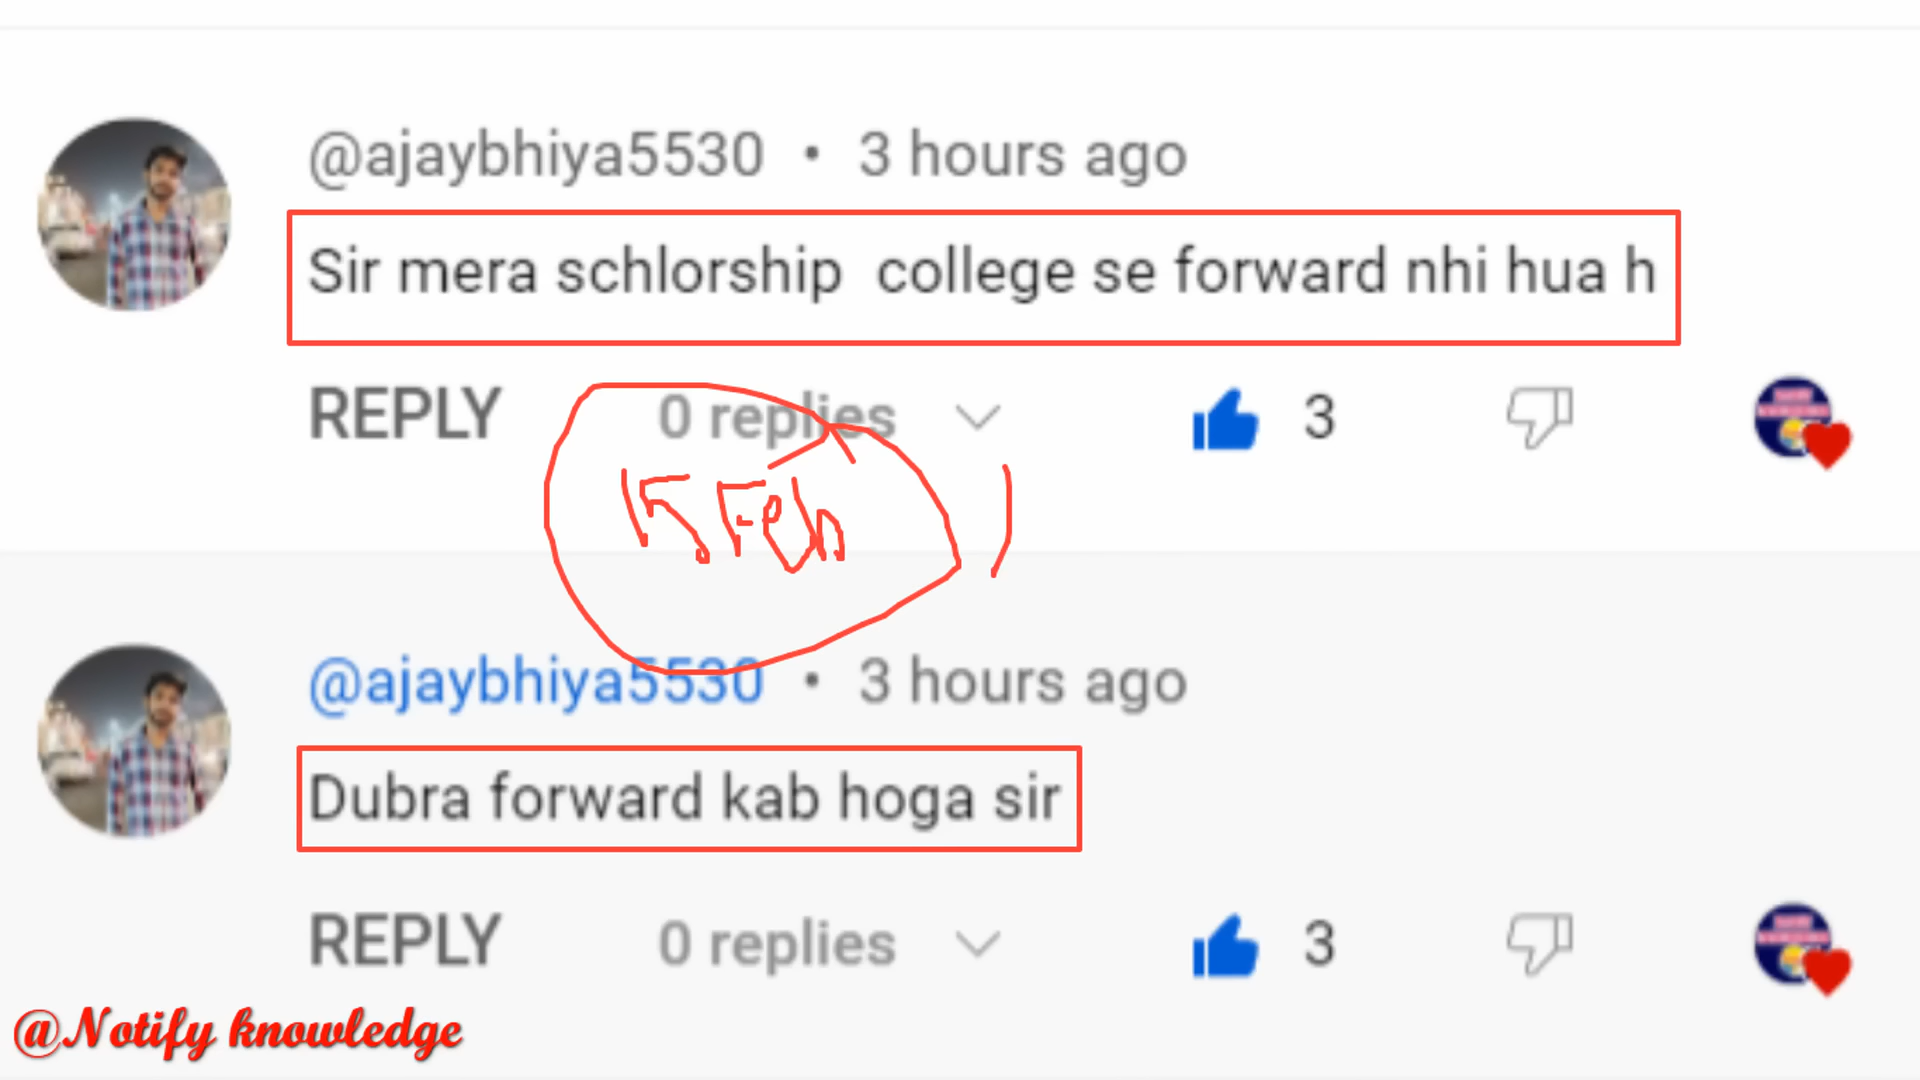 @ajaybhiya5530 • 3 hours ago
Sir mera schlorship college se forward nhi hua h
REPLY 0 replies 3
15 Feb
@ajaybhiya5530 • 3 hours ago
Dubra forward kab hoga sir
REPLY 0 replies 3
@Notify knowledge